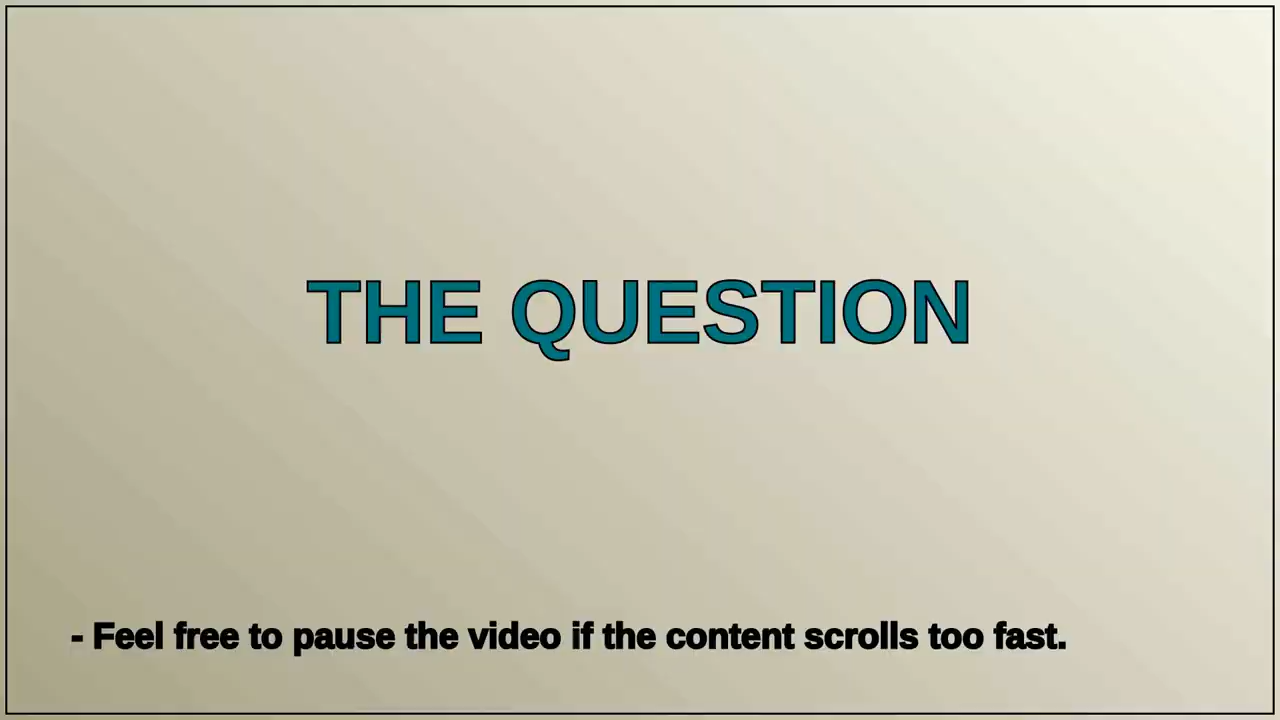 THE QUESTION
- Feel free to pause the video if the content scrolls too fast.